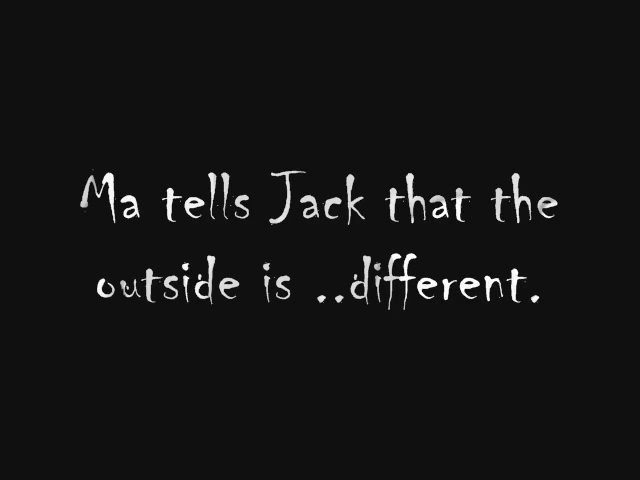 Ma tells Jack that the
outside is ..different.